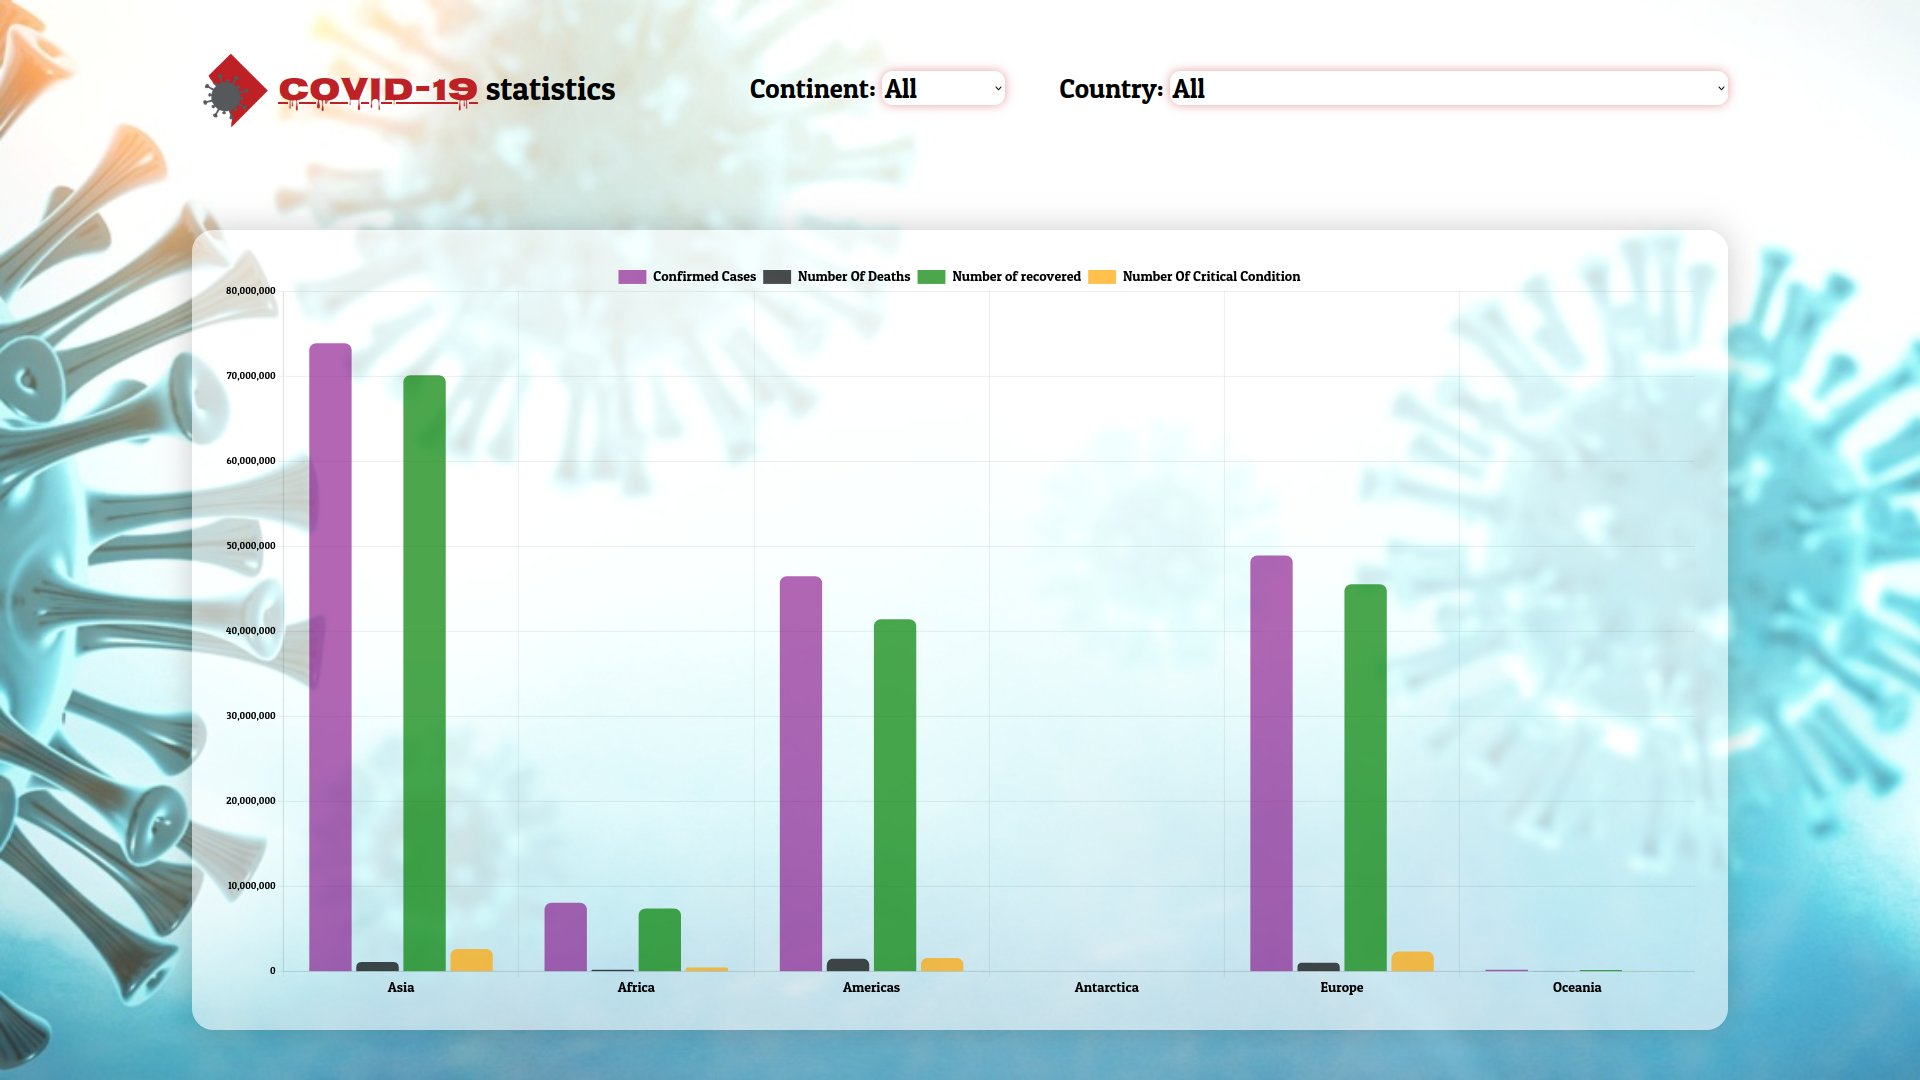 COVID-19 statistics
Continent: All
Country: All
Confirmed Cases
Number Of Deaths
Number of recovered
Number Of Critical Condition
80,000,000
70,000,000
60,000,000
50,000,000
40,000,000
30,000,000
20,000,000
10,000,000
0
Asia
Africa
Americas
Antarctica
Europe
Oceania